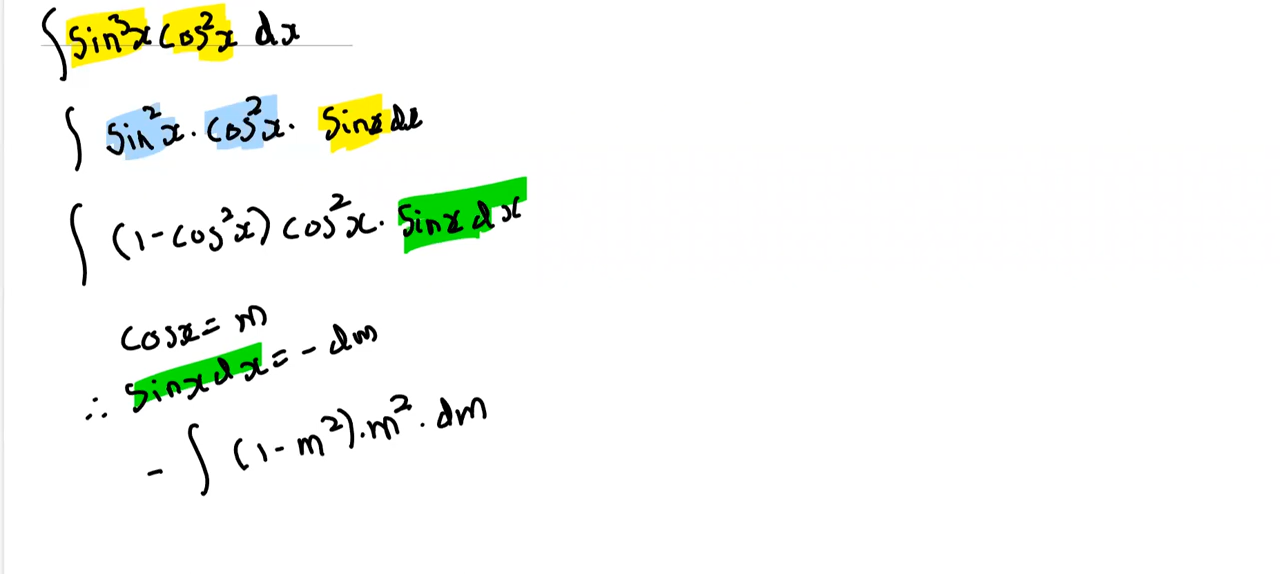 ∫ sin³x cos²x dx
∫ sin²x · cos²x · sinx dx
∫ (1 - cos²x) cos²x · sinx dx
cosx = m
∴ sinx dx = - dm
- ∫ (1 - m²) · m² · dm